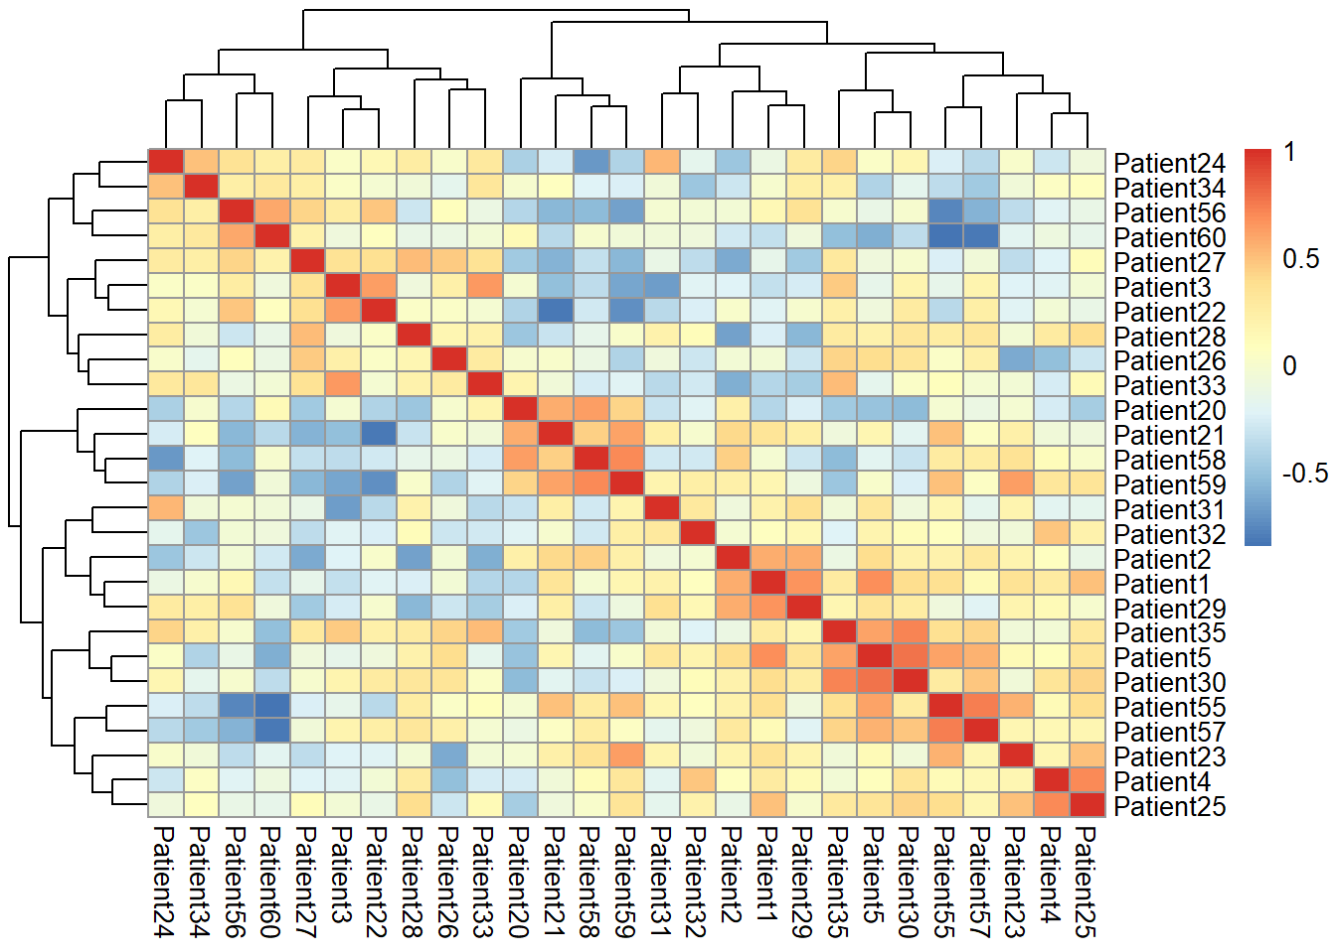 Patient24
Patient34
Patient56
Patient60
Patient27
Patient3
Patient22
Patient28
Patient26
Patient33
Patient20
Patient21
Patient58
Patient59
Patient31
Patient32
Patient2
Patient1
Patient29
Patient35
Patient5
Patient30
Patient55
Patient57
Patient23
Patient4
Patient25
1
0.5
0
-0.5
Patient24
Patient34
Patient56
Patient60
Patient27
Patient3
Patient22
Patient28
Patient26
Patient33
Patient20
Patient21
Patient58
Patient59
Patient31
Patient32
Patient2
Patient1
Patient29
Patient35
Patient5
Patient30
Patient55
Patient57
Patient23
Patient4
Patient25